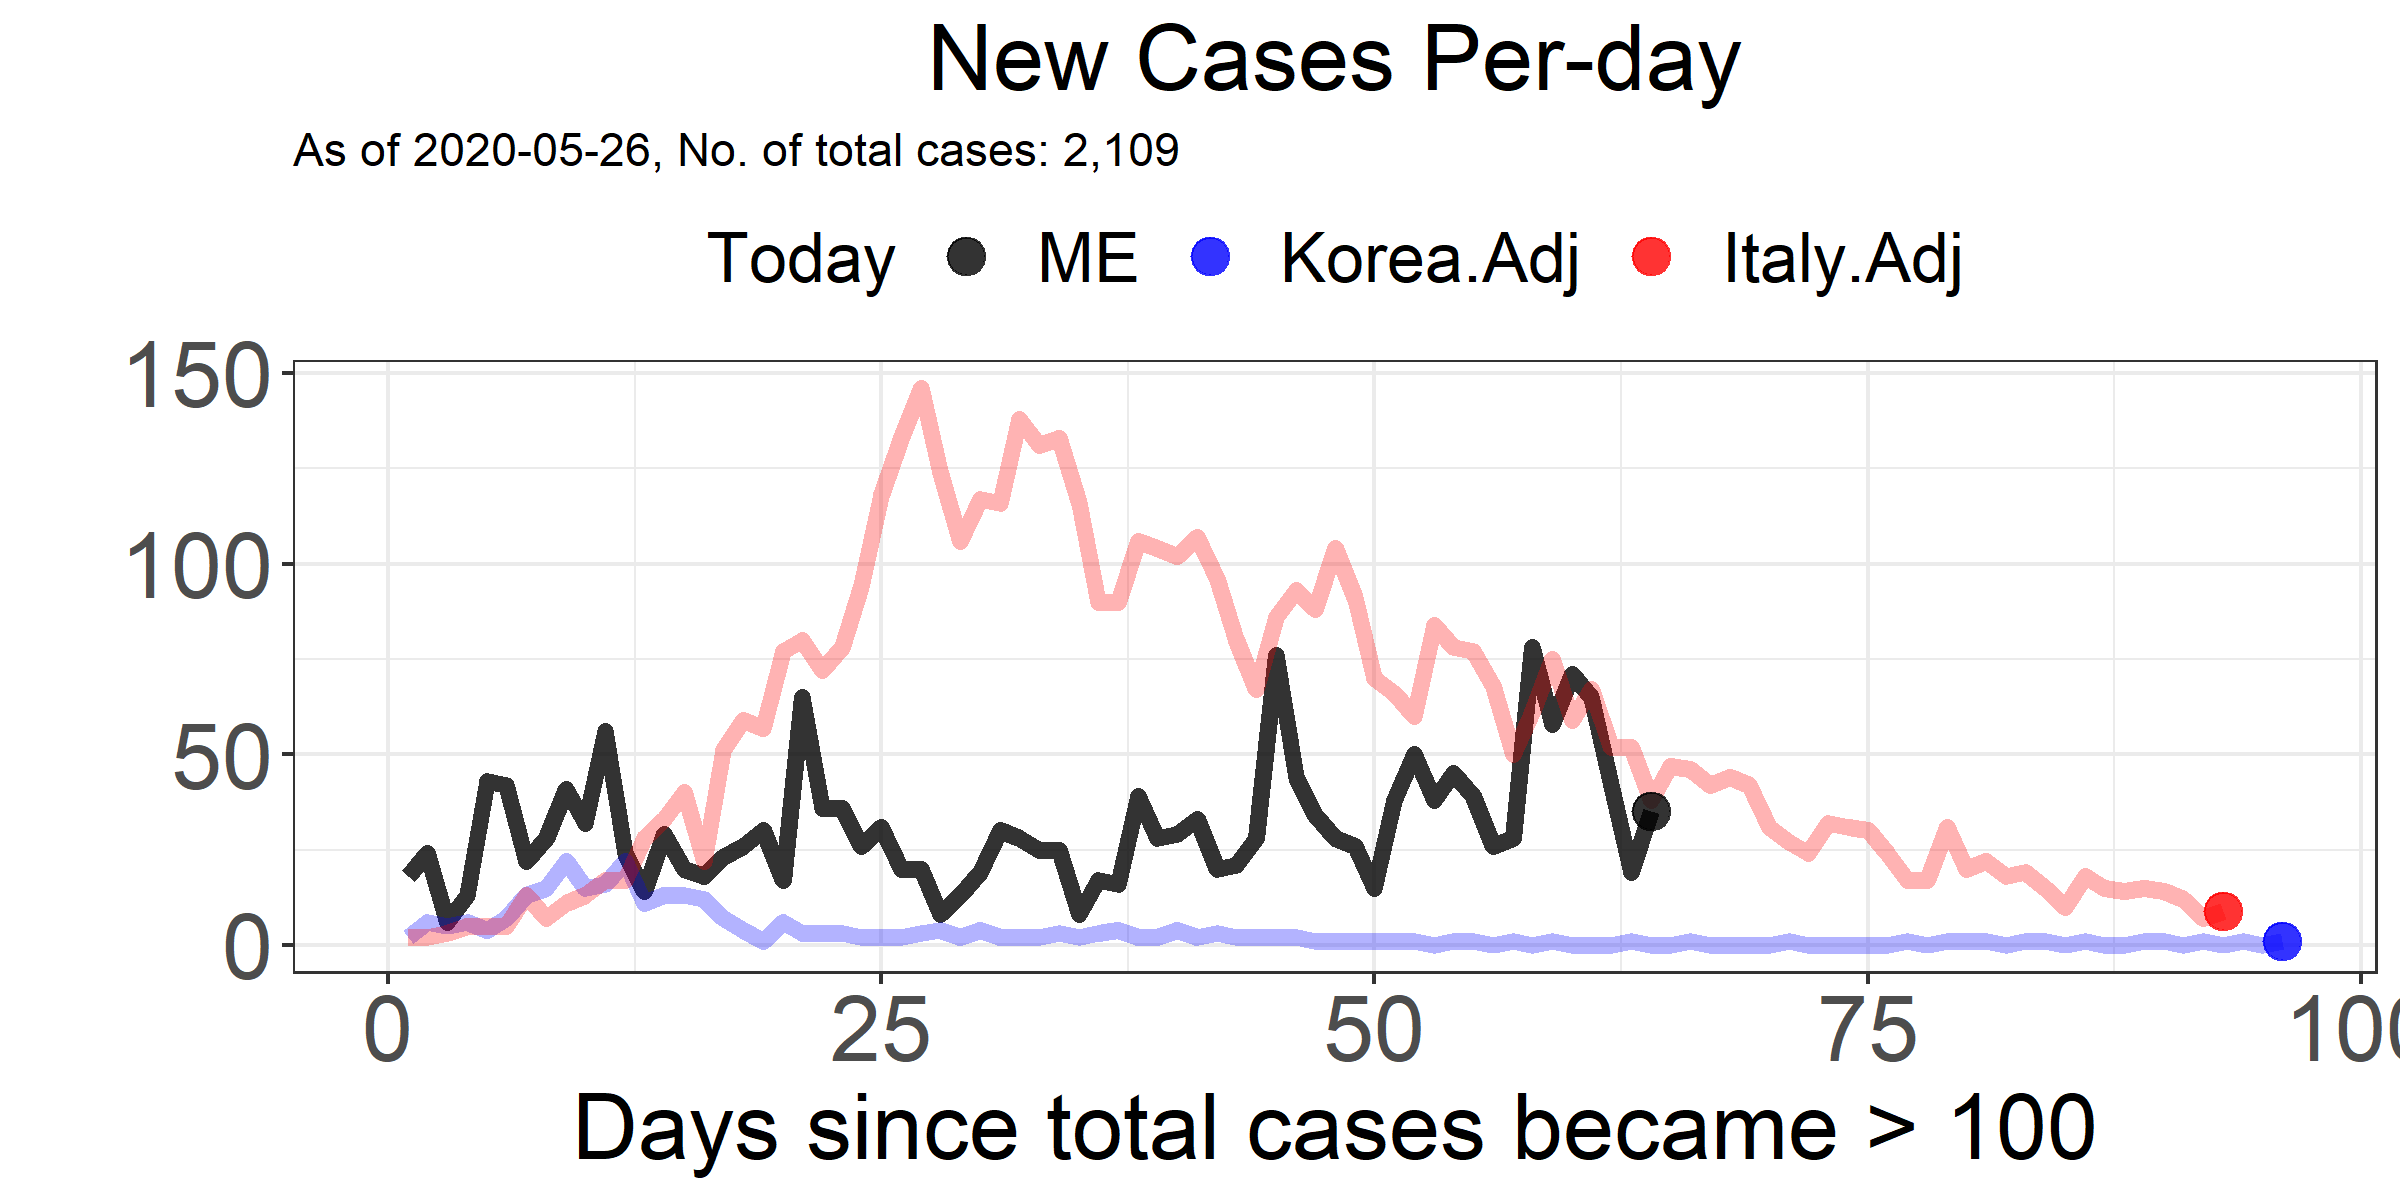 New Cases Per-day
As of 2020-05-26, No. of total cases: 2,109
Today ME Korea.Adj Italy.Adj
150
100
50
0
0 25 50 75 100
Days since total cases became > 100